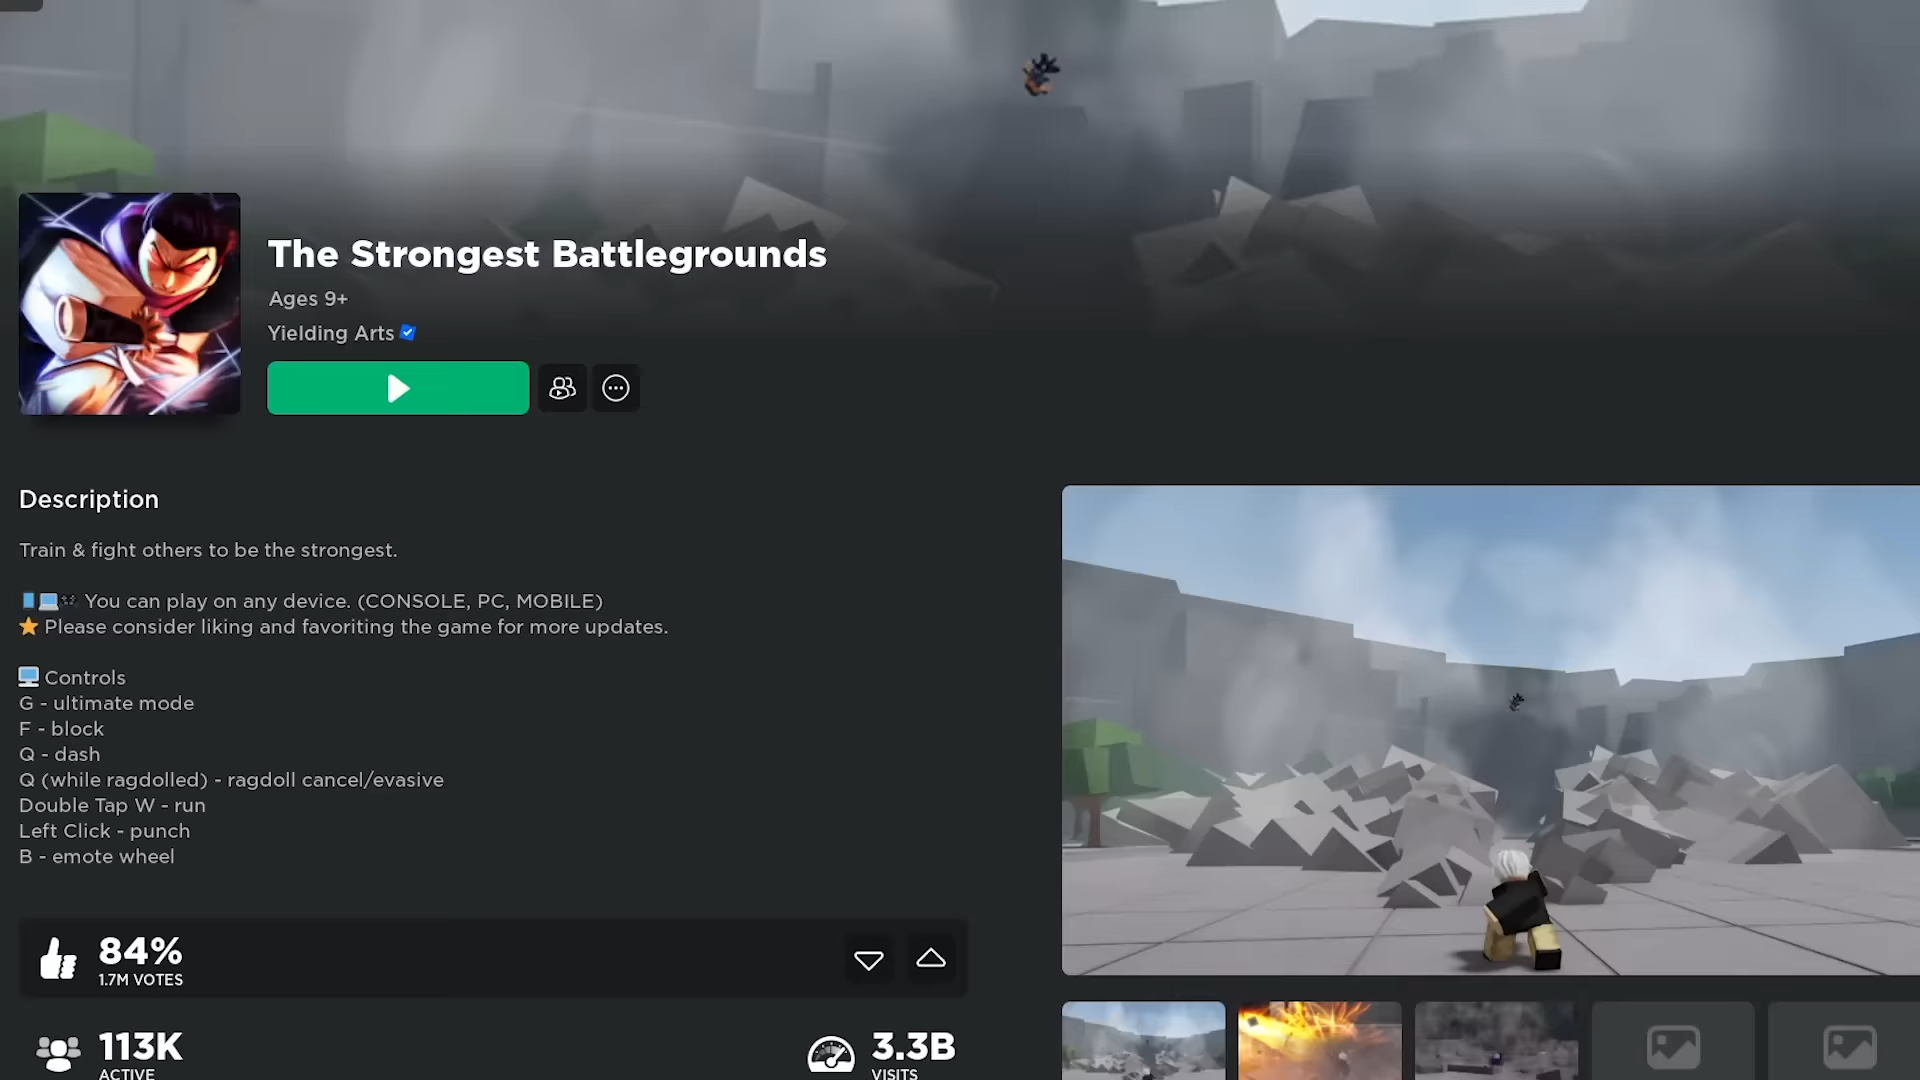 The Strongest Battlegrounds
Ages 9+
Yielding Arts
Description
Train & fight others to be the strongest.
You can play on any device. (CONSOLE, PC, MOBILE)
Please consider liking and favoriting the game for more updates.
Controls
G - ultimate mode
F - block
Q - dash
Q (while ragdolled) - ragdoll cancel/evasive
Double Tap W - run
Left Click - punch
B - emote wheel
84%
1.7M VOTES
113K
ACTIVE
3.3B
VISITS